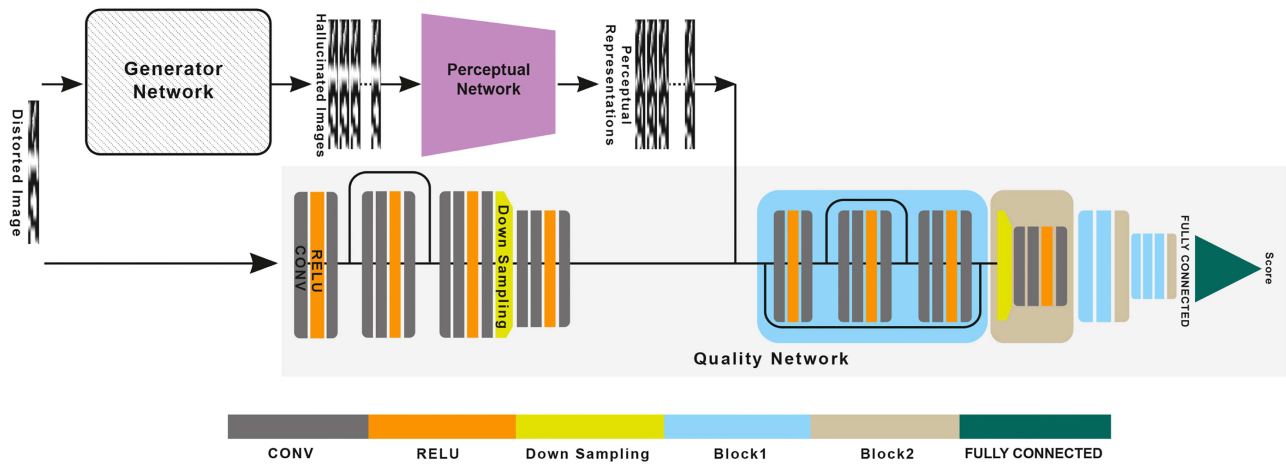 Distorted Image
Generator
Network
Hallucinated Images
Perceptual
Network
Perceptual
Representations
CONV
RELU
Down Sampling
Quality Network
FULLY CONNECTED
Score
CONV
RELU
Down Sampling
Block1
Block2
FULLY CONNECTED